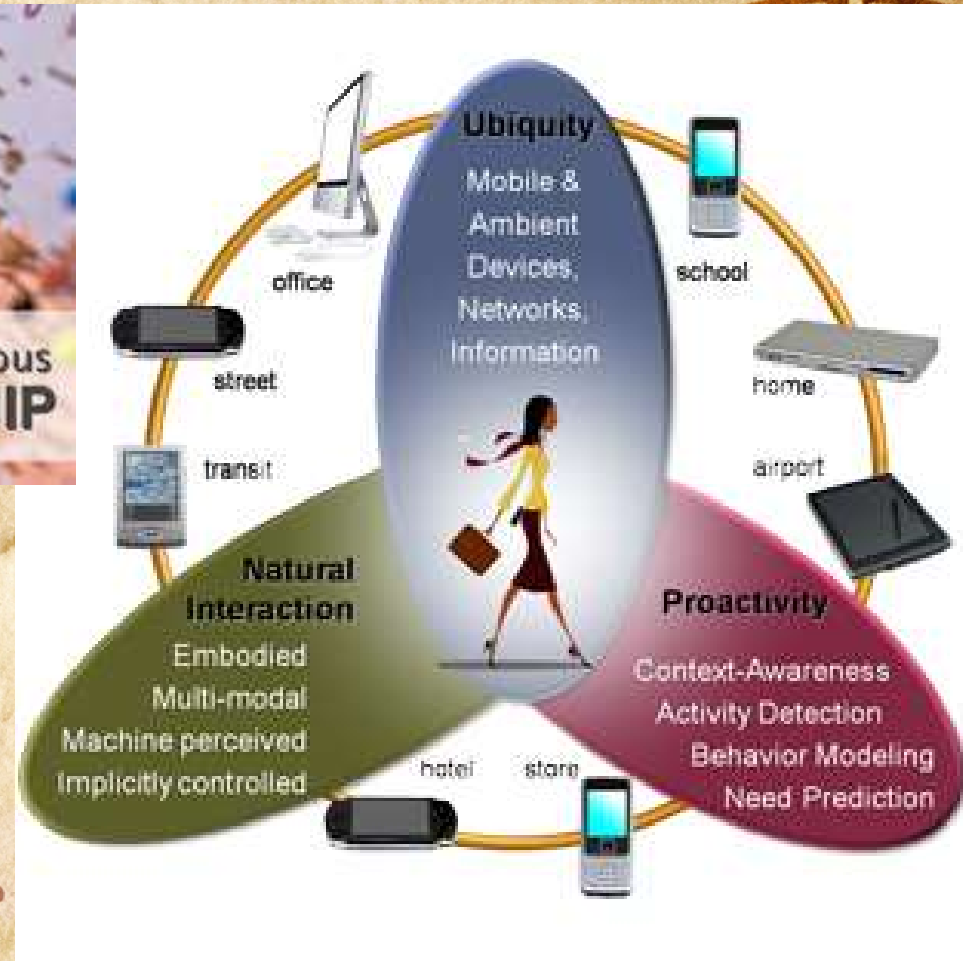 ous
IP
Ubiquity
Mobile &
Ambient
Devices,
Networks,
Information
office
school
street
home
transit
airport
Natural
Interaction
Embodied
Multi-modal
Machine perceived
Implicitly controlled
Proactivity
Context-Awareness
Activity Detection
Behavior Modeling
Need Prediction
hotel
store